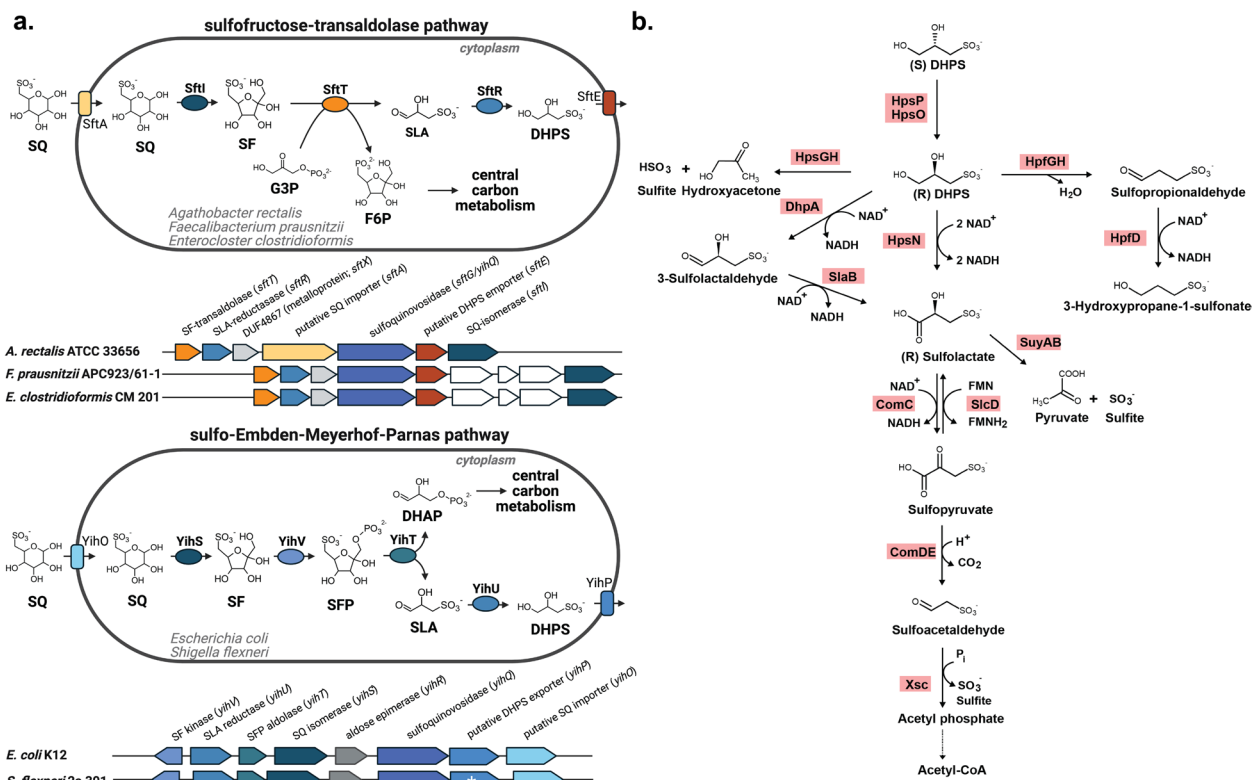 a.
sulfofructose-transaldolase pathway
cytoplasm
SftI
SftT
SftR
SftE
SftA
SQ
SQ
SF
SLA
DHPS
G3P
F6P
central
carbon
metabolism
Agathobacter rectalis
Faecalibacterium prausnitzii
Enterocloster clostridioformis
SF-transaldolase (sftT)
SLA-reductatase (sftR)
DUF4867 (metalloprotein; sftX)
putative SQ importer (sftA)
sulfoquinovosidase (sftG/yihQ)
putative DHPS emporter (sftE)
SQ-isomerase (sftI)
A. rectalis ATCC 33656
F. prausnitzii APC923/61-1
E. clostridioformis CM 201
sulfo-Embden-Meyerhof-Parnas pathway
cytoplasm
central
carbon
metabolism
DHAP
YihO
YihS
YihV
YihT
YihU
YihP
SQ
SQ
SF
SFP
SLA
DHPS
Escherichia coli
Shigella flexneri
SF kinase (yihV)
SLA reductase (yihU)
SFP aldolase (yihT)
SQ isomerase (yihS)
aldose epimerase (yihR)
sulfoquinovosidase (yihQ)
putative DHPS exporter (yihP)
putative SQ importer (yihO)
E. coli K12
b.
(S) DHPS
HpsP
HpsO
HSO3- + 
Sulfite Hydroxyacetone
HpsGH
(R) DHPS
HpfGH
H2O
Sulfopropionaldehyde
DhpA
NAD+
NADH
HpsN
2 NAD+
2 NADH
HpfD
NAD+
NADH
3-Sulfolactaldehyde
SlaB
NAD+
NADH
3-Hydroxypropane-1-sulfonate
(R) Sulfolactate
SuyAB
NAD+
ComC
NADH
FMN
SlcD
FMNH2
Pyruvate + SO3-
Sulfite
Sulfopyruvate
ComDE
H+
CO2
Sulfoacetaldehyde
Pi
Xsc
SO3-
Sulfite
Acetyl phosphate
Acetyl-CoA